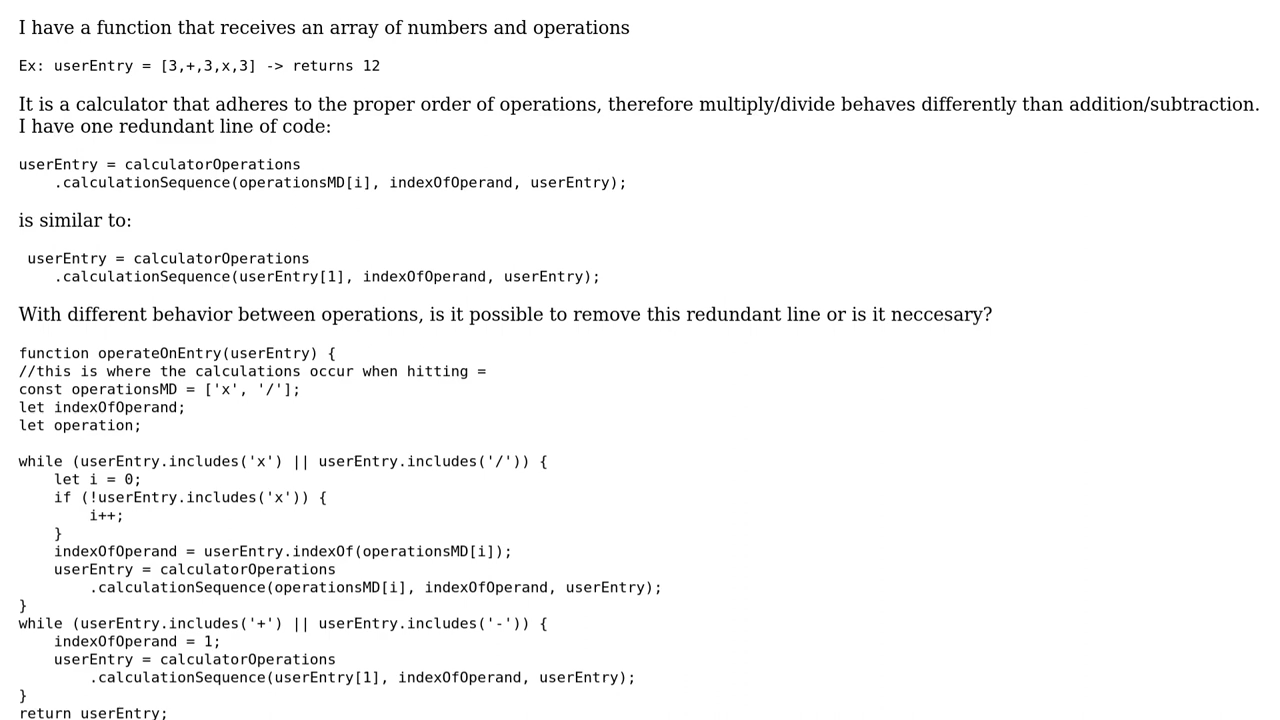 I have a function that receives an array of numbers and operations
Ex: userEntry = [3,+,3,x,3] -> returns 12
It is a calculator that adheres to the proper order of operations, therefore multiply/divide behaves differently than addition/subtraction.
I have one redundant line of code:
userEntry = calculatorOperations
    .calculationSequence(operationsMD[i], indexOfOperand, userEntry);
is similar to:
 userEntry = calculatorOperations
    .calculationSequence(userEntry[1], indexOfOperand, userEntry);
With different behavior between operations, is it possible to remove this redundant line or is it neccesary?
function operateOnEntry(userEntry) {
//this is where the calculations occur when hitting =
const operationsMD = ['x', '/'];
let indexOfOperand;
let operation;

while (userEntry.includes('x') || userEntry.includes('/')) {
    let i = 0;
    if (!userEntry.includes('x')) {
        i++;
    }
    indexOfOperand = userEntry.indexOf(operationsMD[i]);
    userEntry = calculatorOperations
        .calculationSequence(operationsMD[i], indexOfOperand, userEntry);
}
while (userEntry.includes('+') || userEntry.includes('-')) {
    indexOfOperand = 1;
    userEntry = calculatorOperations
        .calculationSequence(userEntry[1], indexOfOperand, userEntry);
}
return userEntry;